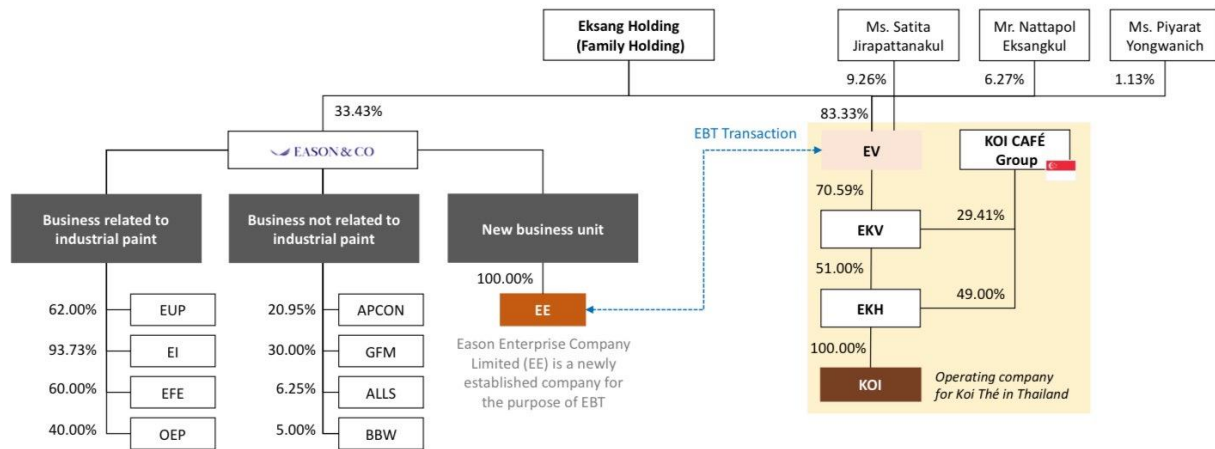 Eksang Holding
(Family Holding)
Ms. Satita
Jirapattanakul
Mr. Nattapol
Eksangkul
Ms. Piyarat
Yongwanich
9.26%
6.27%
1.13%
33.43%
83.33%
EASON & CO
EBT Transaction
EV
KOI CAFÉ
Group
70.59%
Business related to
industrial paint
Business not related to
industrial paint
New business unit
29.41%
EKV
100.00%
51.00%
49.00%
62.00%
EUP
20.95%
APCON
EE
EKH
93.73%
EI
30.00%
GFM
Eason Enterprise Company
Limited (EE) is a newly
established company for
the purpose of EBT
100.00%
60.00%
EFE
6.25%
ALLS
KOI
Operating company
for Koi Thé in Thailand
40.00%
OEP
5.00%
BBW